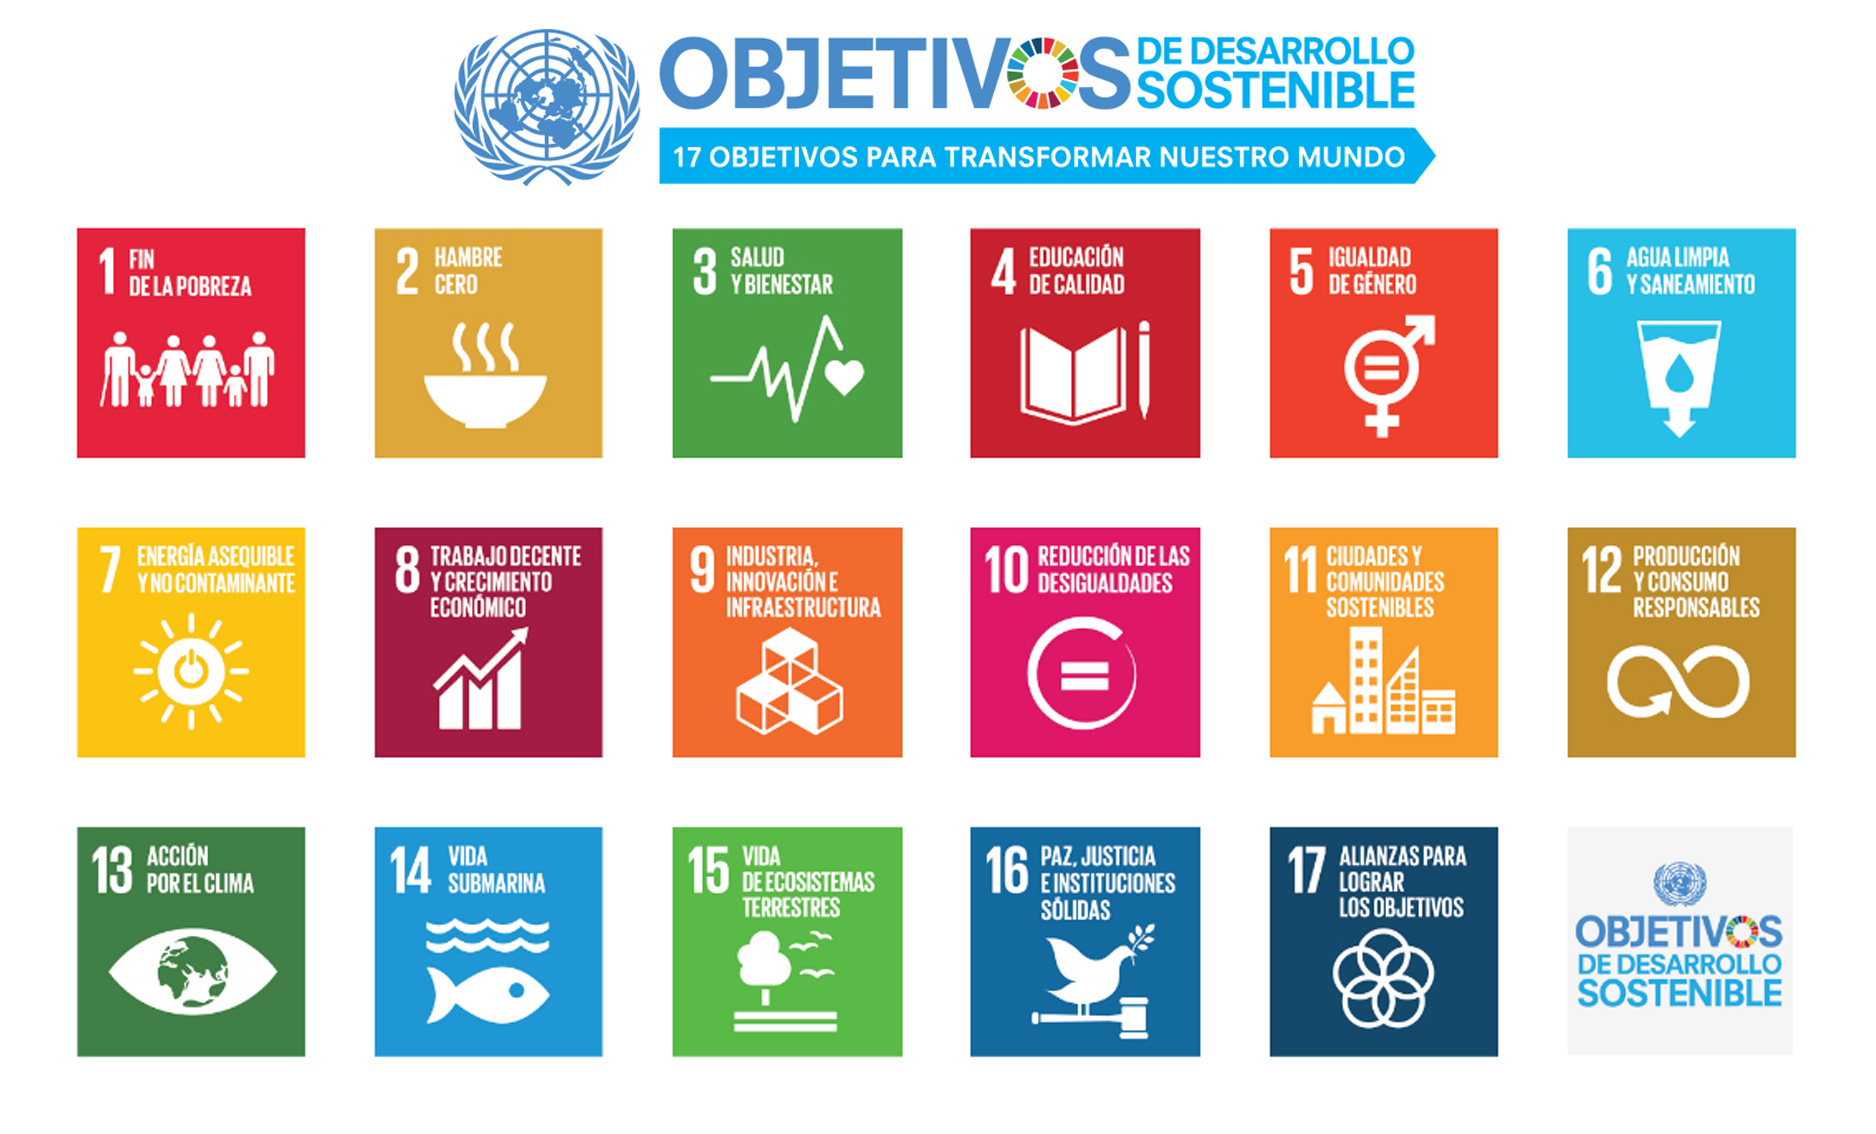 OBJETIVOS
DE DESARROLLO
SOSTENIBLE
17 OBJETIVOS PARA TRANSFORMAR NUESTRO MUNDO
1 FIN
DE LA POBREZA
2 HAMBRE
CERO
3 SALUD
Y BIENESTAR
4 EDUCACIÓN
DE CALIDAD
5 IGUALDAD
DE GÉNERO
6 AGUA LIMPIA
Y SANEAMIENTO
7 ENERGÍA ASEQUIBLE
Y NO CONTAMINANTE
8 TRABAJO DECENTE
Y CRECIMIENTO
ECONÓMICO
9 INDUSTRIA,
INNOVACIÓN E
INFRAESTRUCTURA
10 REDUCCIÓN DE LAS
DESIGUALDADES
11 CIUDADES Y
COMUNIDADES
SOSTENIBLES
12 PRODUCCIÓN
Y CONSUMO
RESPONSABLES
13 ACCIÓN
POR EL CLIMA
14 VIDA
SUBMARINA
15 VIDA
DE ECOSISTEMAS
TERRESTRES
16 PAZ, JUSTICIA
E INSTITUCIONES
SÓLIDAS
17 ALIANZAS PARA
LOGRAR
LOS OBJETIVOS
OBJETIVOS
DE DESARROLLO
SOSTENIBLE